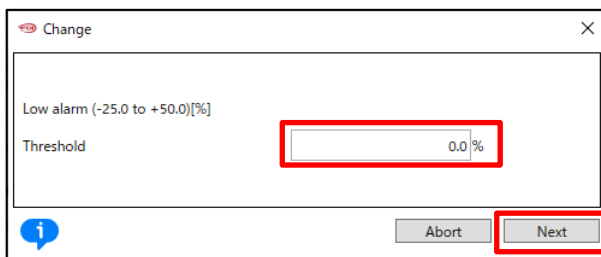 Change
Low alarm (-25.0 to +50.0)[%]
Threshold 0.0 %
Abort Next